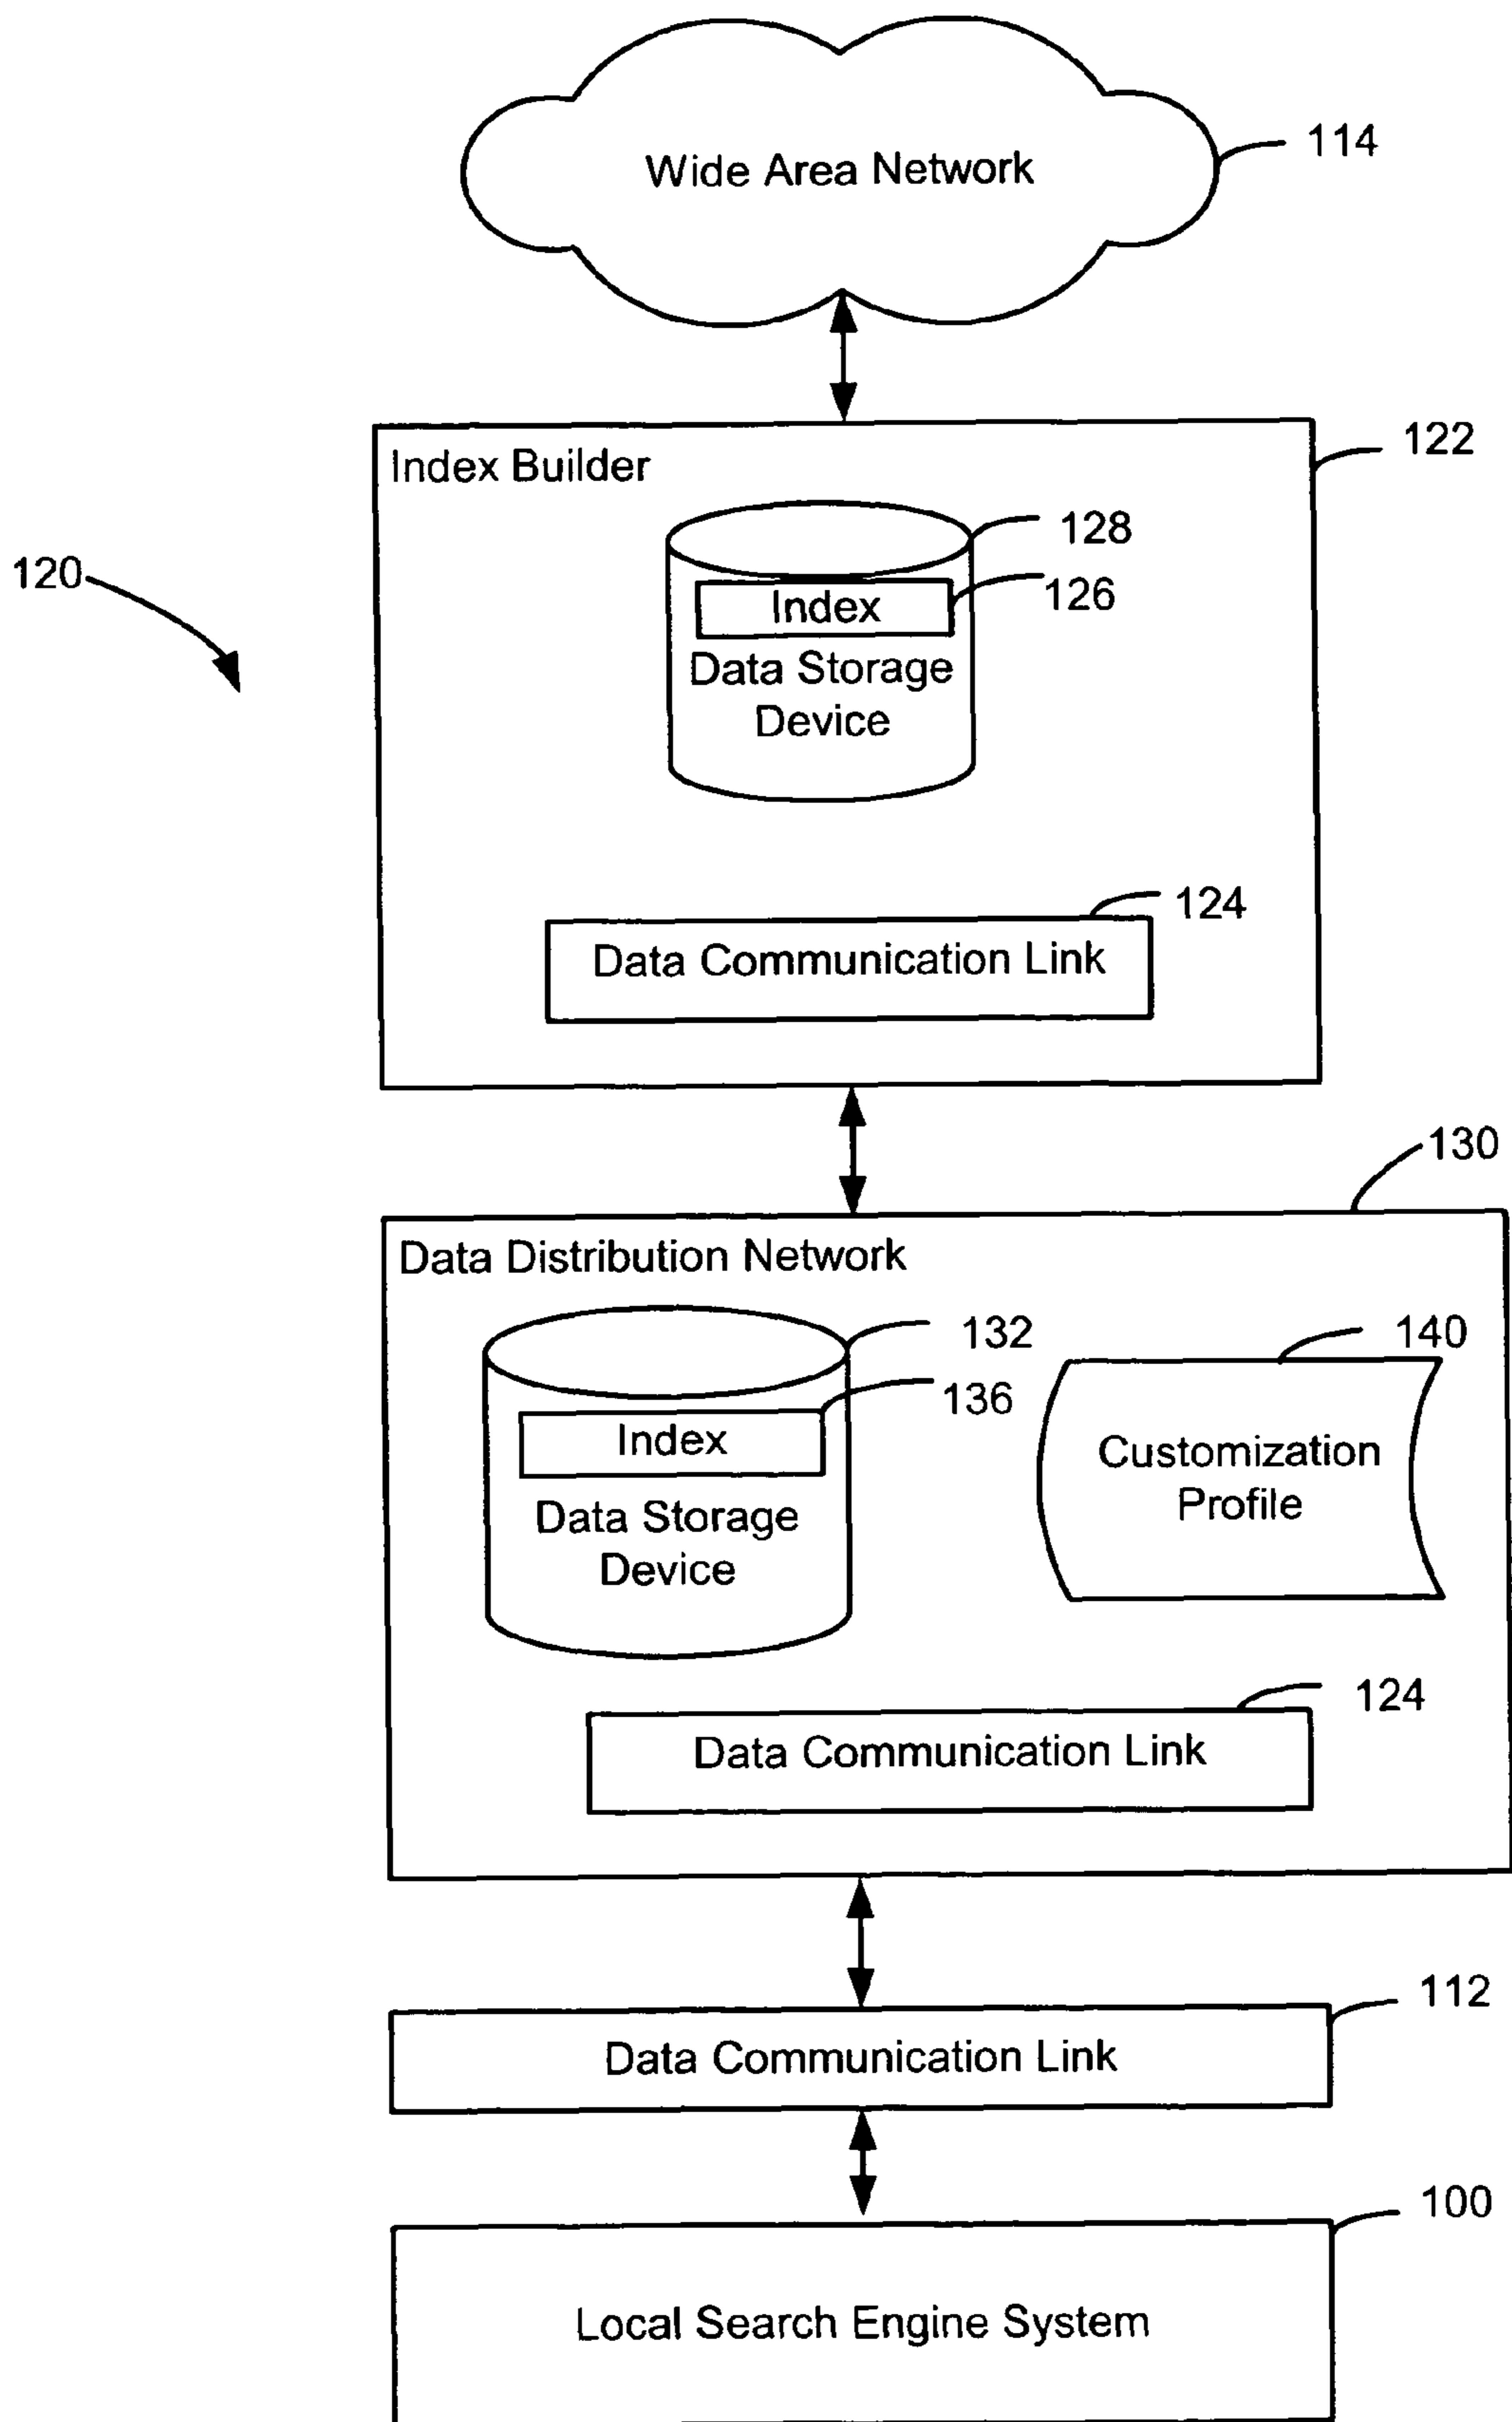 Wide Area Network
114
Index Builder
122
128
Index
126
Data Storage
Device
120
124
Data Communication Link
130
Data Distribution Network
132
140
Index
136
Customization
Profile
Data Storage
Device
124
Data Communication Link
112
Data Communication Link
100
Local Search Engine System